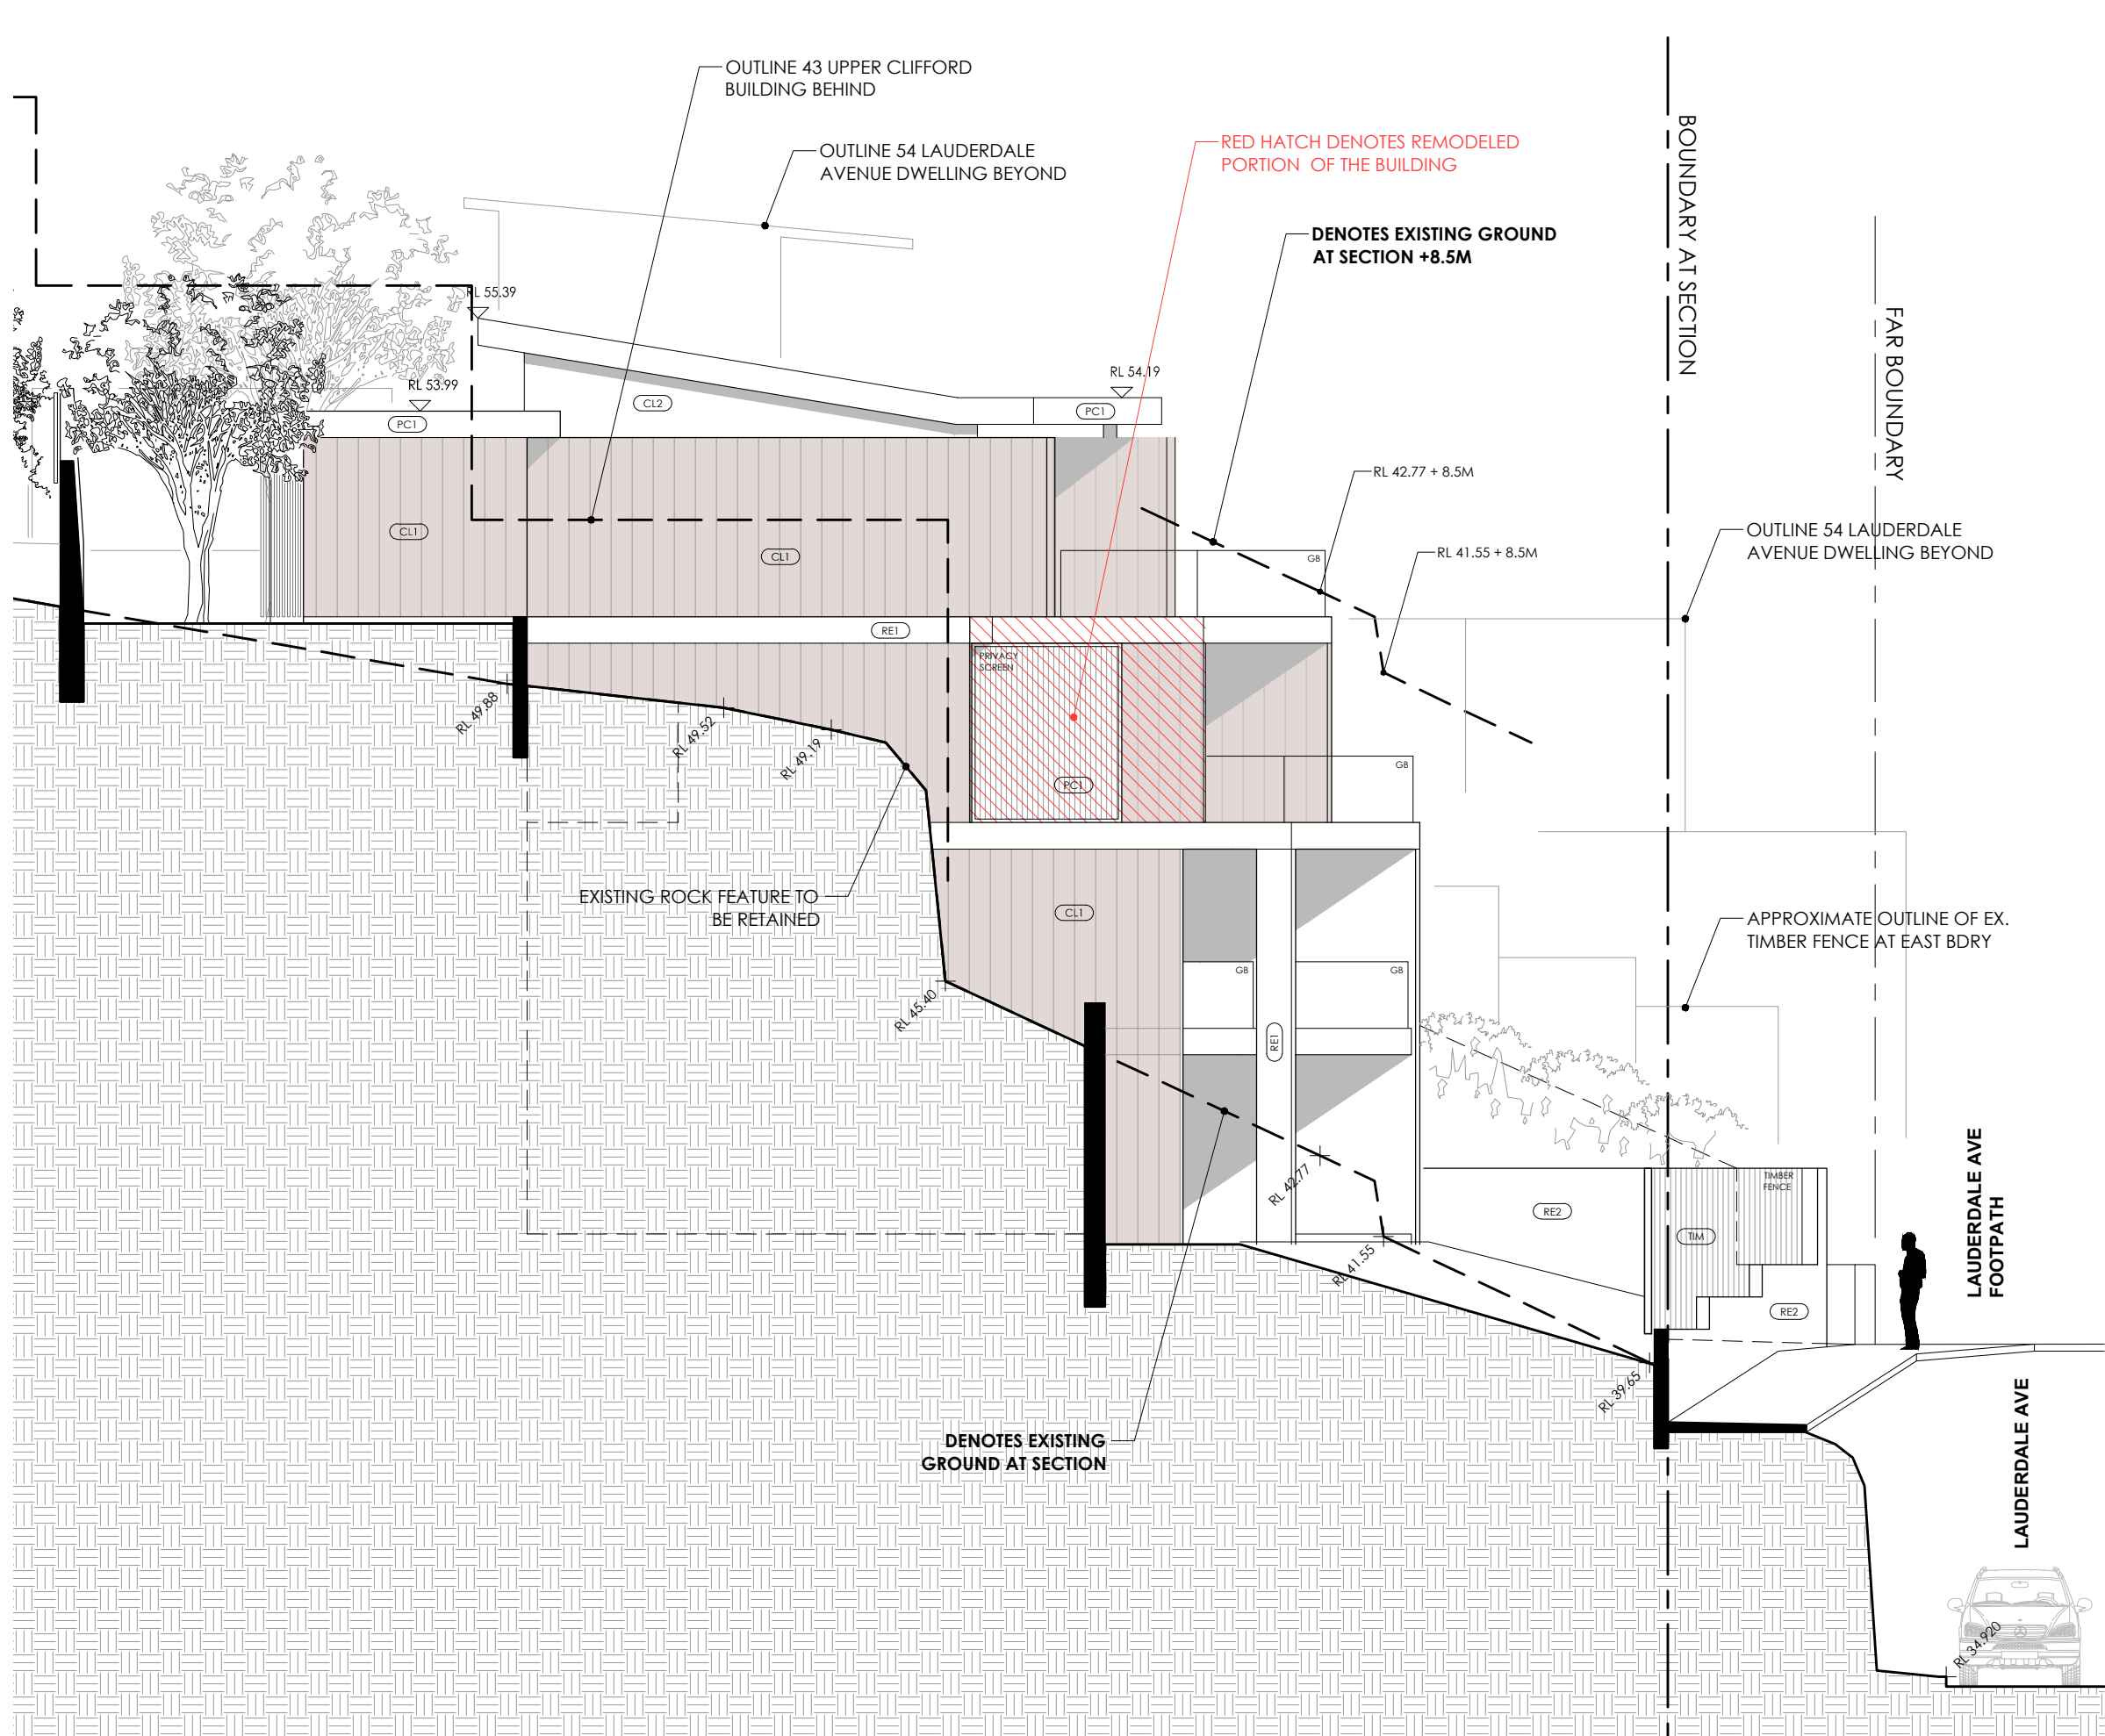 OUTLINE 43 UPPER CLIFFORD
BUILDING BEHIND
OUTLINE 54 LAUDERDALE
AVENUE DWELLING BEYOND
RED HATCH DENOTES REMODELED
PORTION OF THE BUILDING
DENOTES EXISTING GROUND
AT SECTION +8.5M
BOUNDARY AT SECTION
FAR BOUNDARY
RL 55.39
RL 53.99
RL 54.19
CL2
PC1
PC1
RL 42.77 + 8.5M
RL 41.55 + 8.5M
OUTLINE 54 LAUDERDALE
AVENUE DWELLING BEYOND
CL1
CL1
GB
RE1
PRIVACY
SCREEN
RL 49.88
RL 49.52
RL 49.19
PC1
GB
EXISTING ROCK FEATURE TO
BE RETAINED
CL1
APPROXIMATE OUTLINE OF EX.
TIMBER FENCE AT EAST BDRY
GB
GB
RL 45.40
RE1
RL 42.77
TIMBER
FENCE
RE2
TIM
RL 41.55
RE2
LAUDERDALE AVE
FOOTPATH
RL 39.65
DENOTES EXISTING
GROUND AT SECTION
LAUDERDALE AVE
RL 34.920